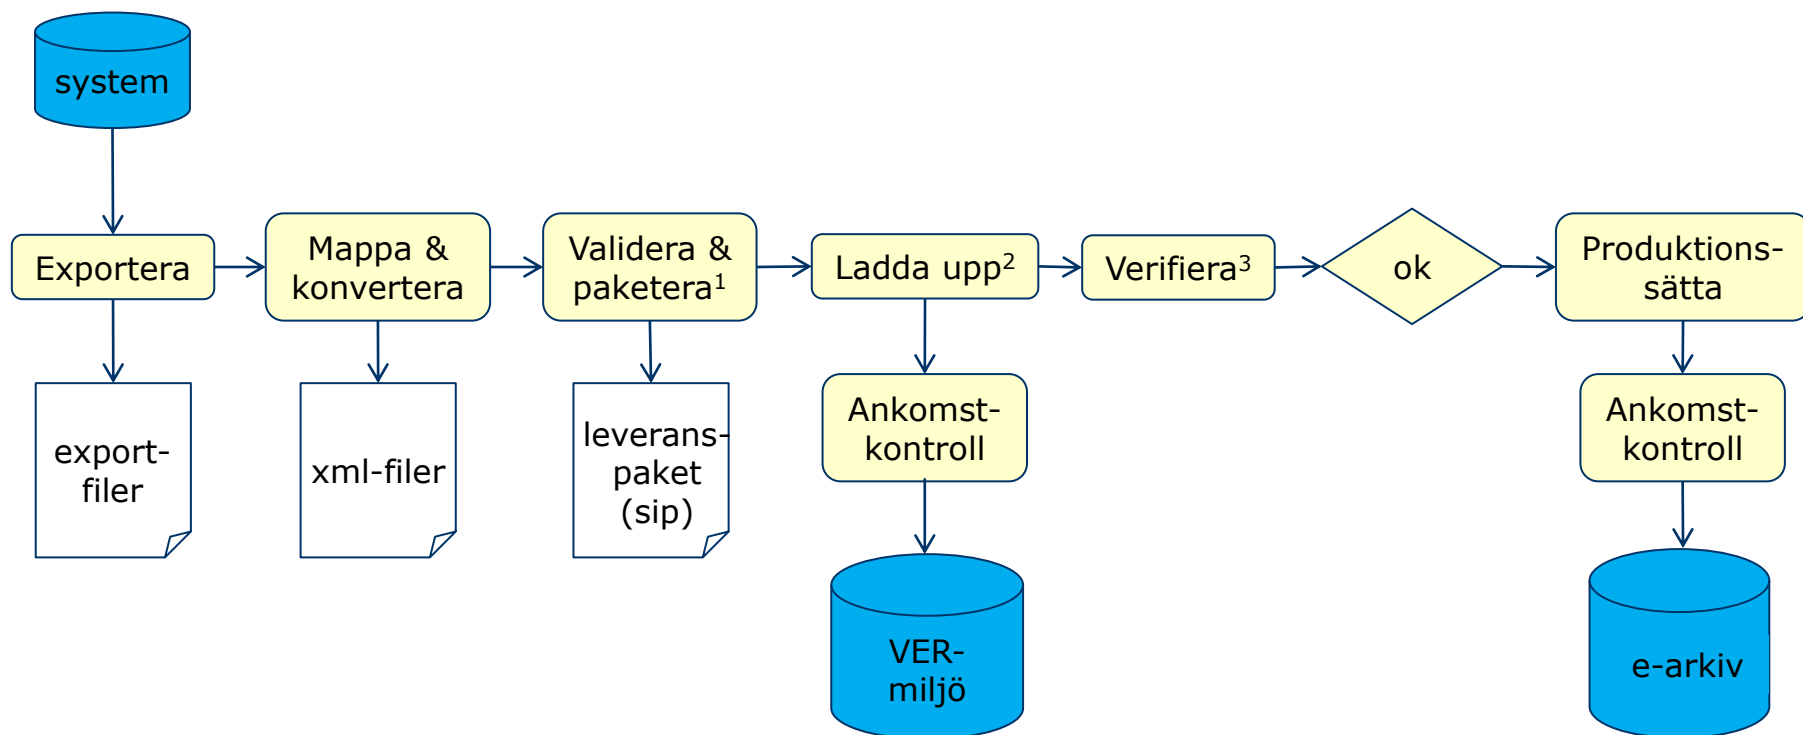 system
Exportera
Mappa &
konvertera
Validera &
paketera¹
Ladda upp²
Verifiera³
ok
Produktions-
sätta
export-
filer
xml-filer
leverans-
paket
(sip)
Ankomst-
kontroll
Ankomst-
kontroll
VER-
miljö
e-arkiv